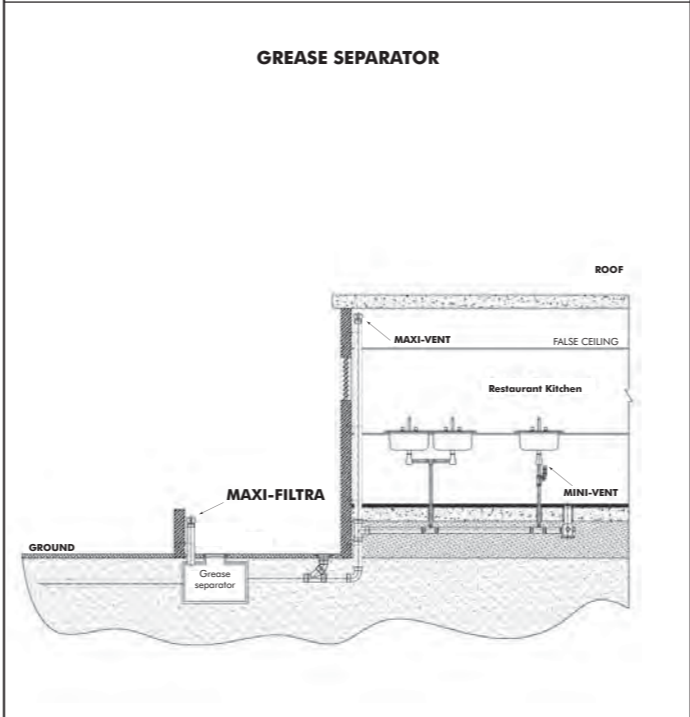 GREASE SEPARATOR
ROOF
MAXI-VENT
FALSE CEILING
Restaurant Kitchen
MAXI-FILTRA
MINI-VENT
GROUND
Grease
separator